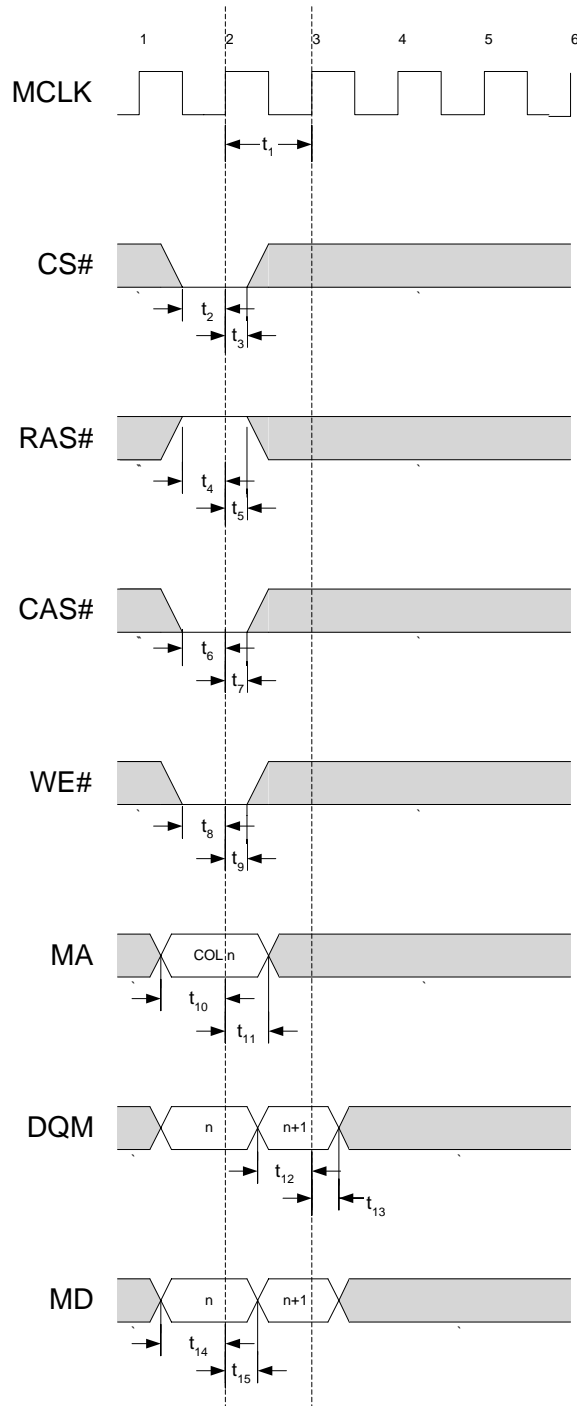 1 2 3 4 5 6
MCLK
t1
CS#
t2
t3
RAS#
t4
t5
CAS#
t6
t7
WE#
t8
t9
MA
COL n
t10
t11
DQM
n n+1
t12
t13
MD
n n+1
t14
t15